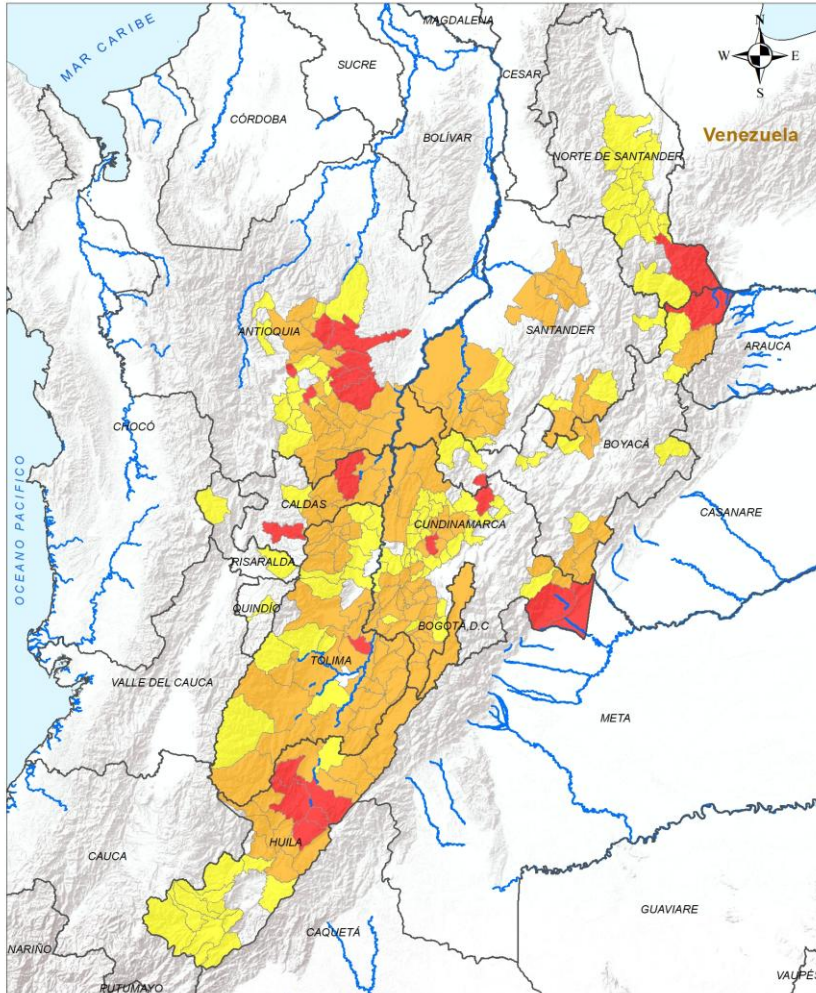 MAGDALENA
MAR CARIBE
N
W E
S
SUCRE
CESAR
CÓRDOBA
Venezuela
BOLÍVAR
NORTE DE SANTANDER
ANTIOQUIA
SANTANDER
ARAUCA
CHOCÓ
BOYACÁ
OCEANO PACIFICO
CALDAS
CASANARE
CUNDINAMARCA
RISARALDA
QUINDÍO
BOGOTÁ, D.C
TOLIMA
VALLE DEL CAUCA
META
HUILA
CAUCA
GUAVIARE
CAQUETÁ
NARIÑO
PUTUMAYO
VAUPÉS